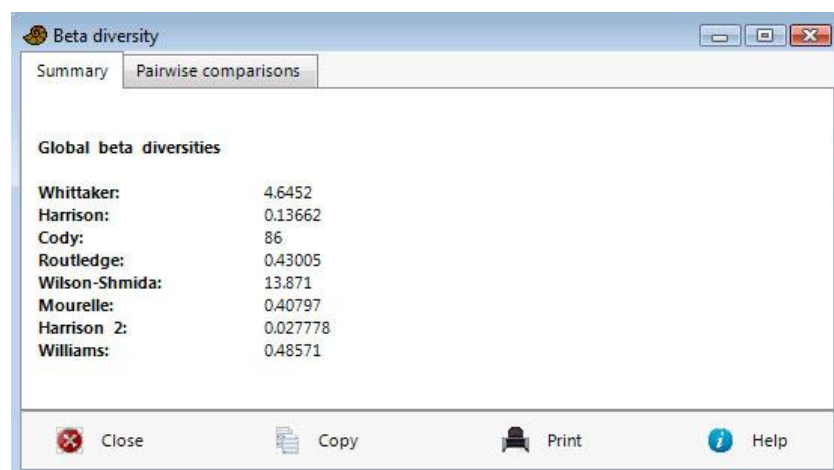 Beta diversity
Summary Pairwise comparisons
Global beta diversities
Whittaker: 4.6452
Harrison: 0.13662
Cody: 86
Routledge: 0.43005
Wilson-Shmida: 13.871
Mourelle: 0.40797
Harrison 2: 0.027778
Williams: 0.48571
Close Copy Print Help